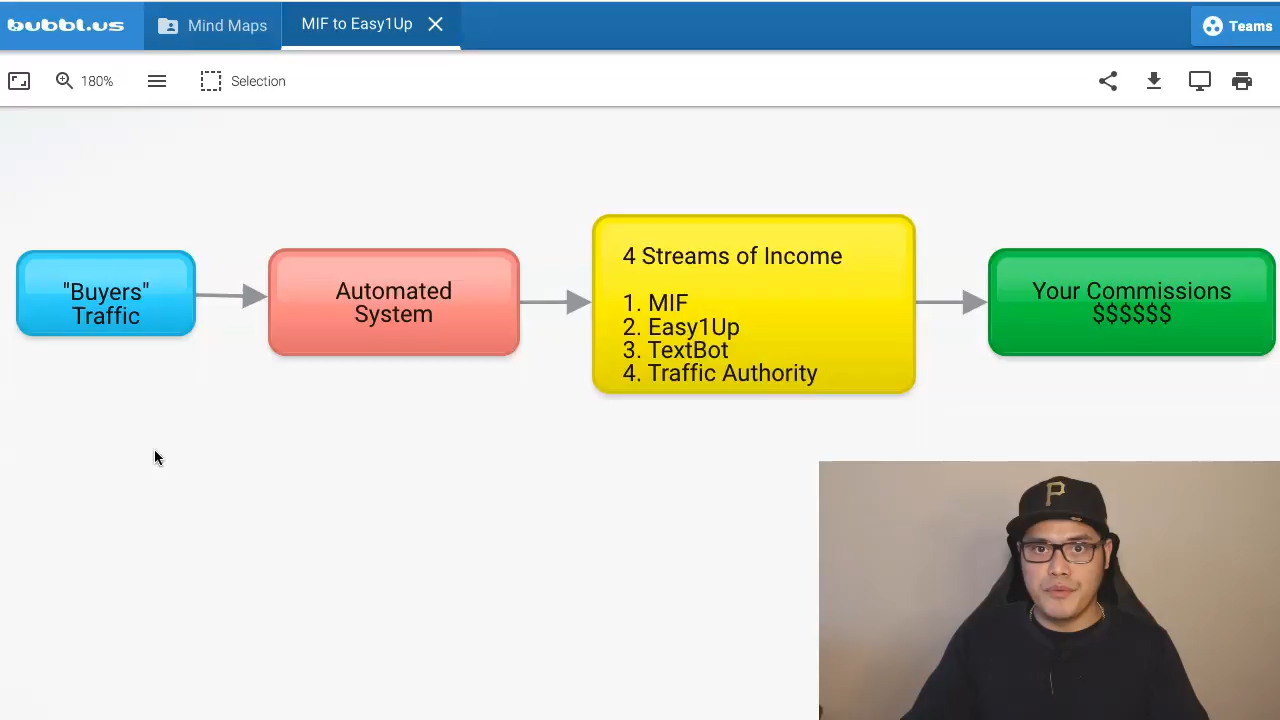 bubbl.us
Mind Maps
MIF to Easy1Up
Teams
180%
Selection
"Buyers"
Traffic
Automated
System
4 Streams of Income
1. MIF
2. Easy1Up
3. TextBot
4. Traffic Authority
Your Commissions
$$$$$$
P